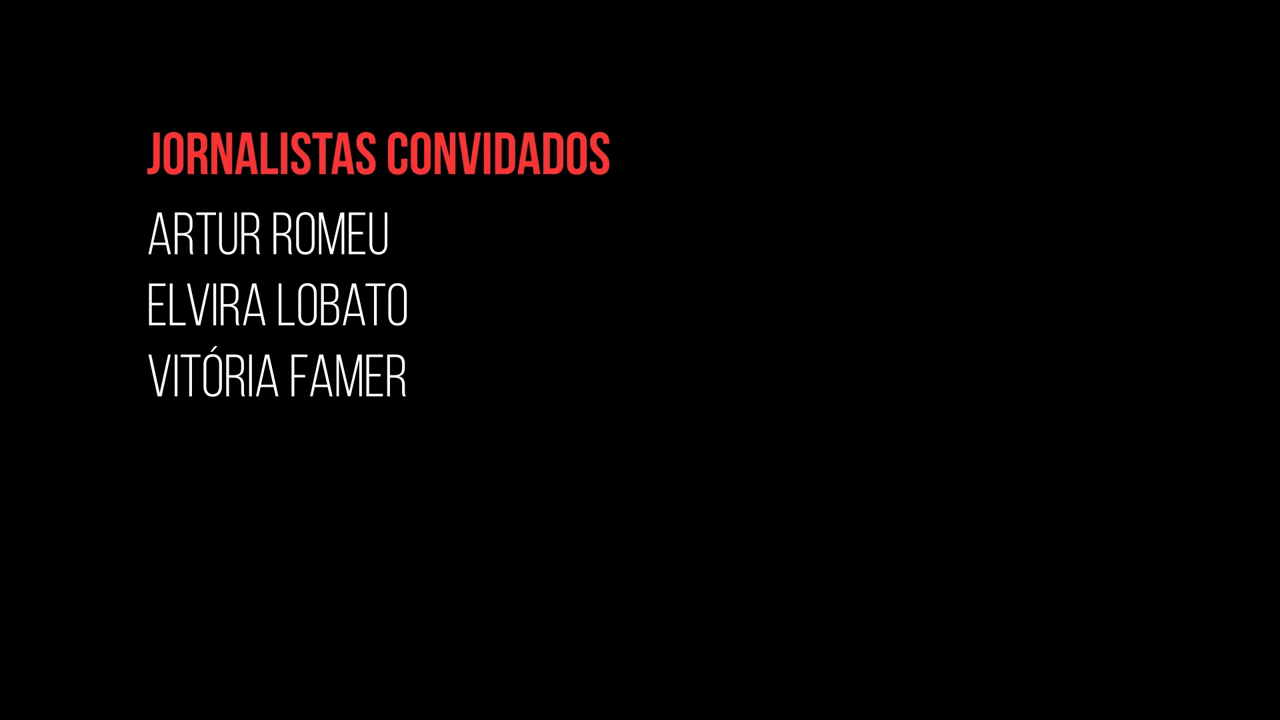 JORNALISTAS CONVIDADOS
ARTUR ROMEU
ELVIRA LOBATO
VITÓRIA FAMER